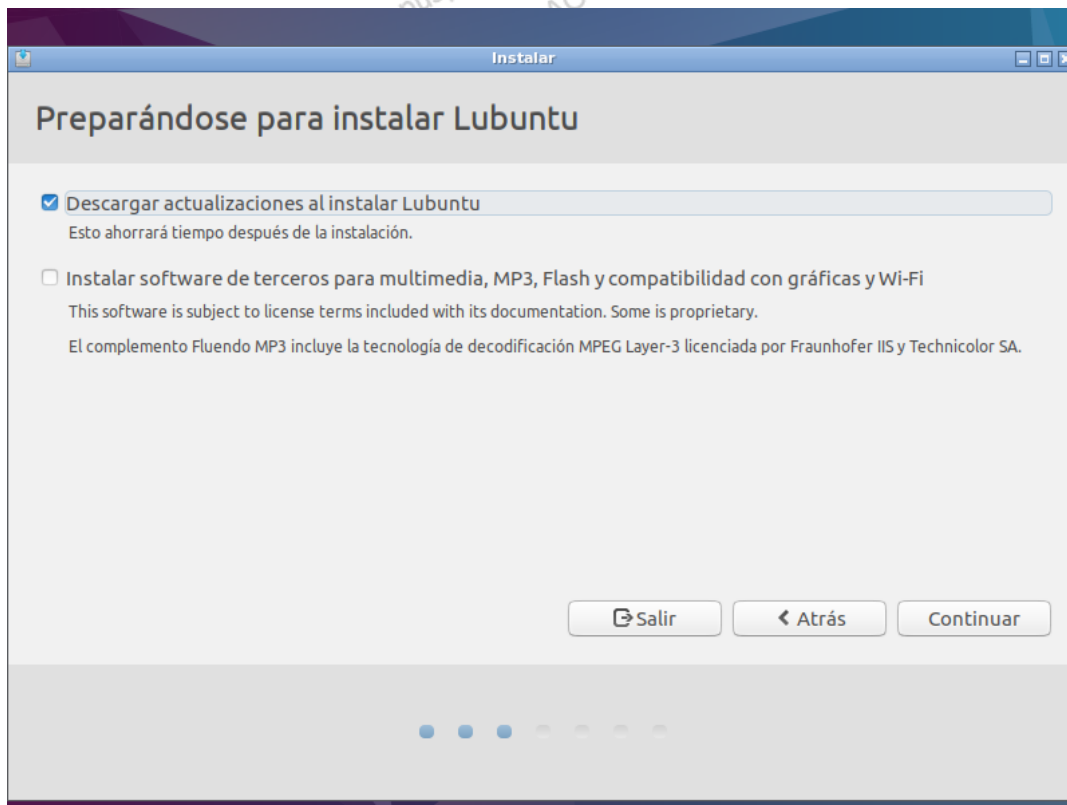 Instalar
Preparándose para instalar Lubuntu
Descargar actualizaciones al instalar Lubuntu
Esto ahorrará tiempo después de la instalación.
Instalar software de terceros para multimedia, MP3, Flash y compatibilidad con gráficas y Wi-Fi
This software is subject to license terms included with its documentation. Some is proprietary.
El complemento Fluendo MP3 incluye la tecnología de decodificación MPEG Layer-3 licenciada por Fraunhofer IIS y Technicolor SA.
Salir
Atrás
Continuar